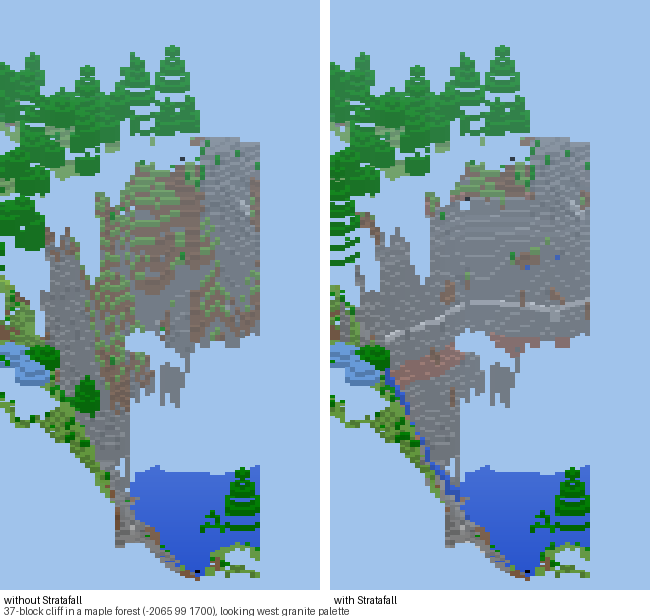 without Stratafall
with Stratafall
37-block cliff in a maple forest (-2065 99 1700), looking west granite palette